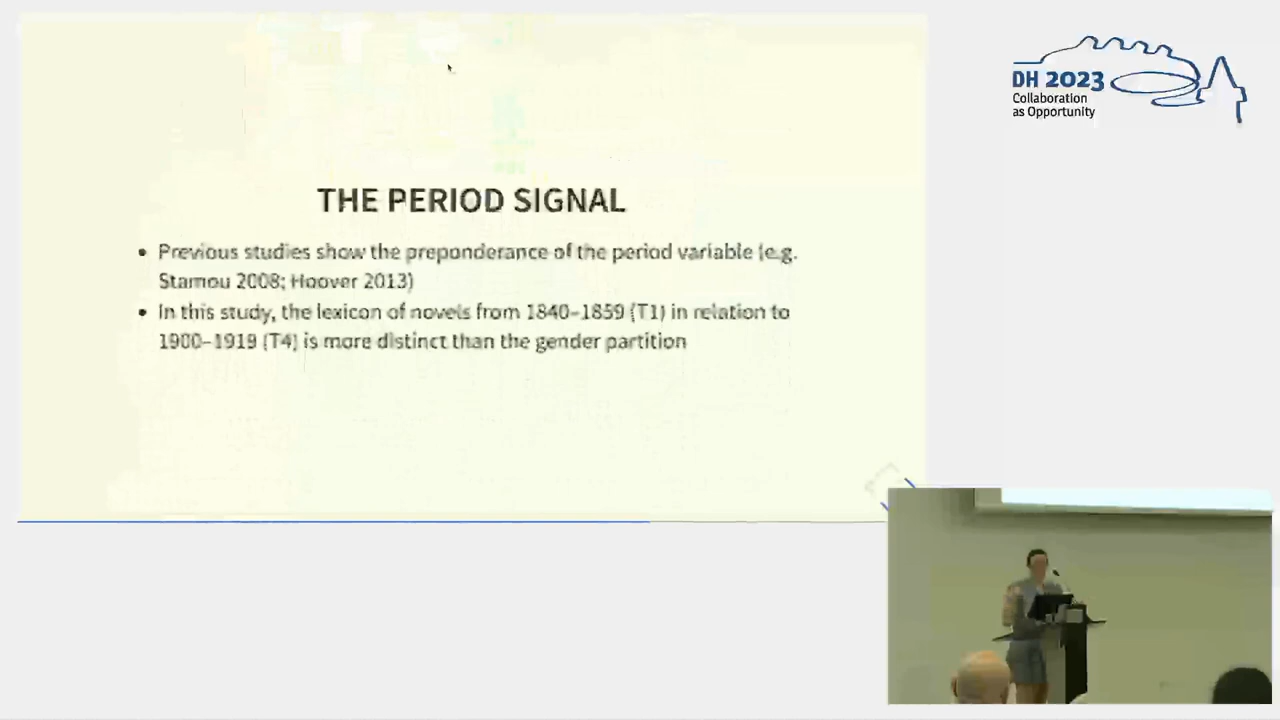 DH 2023
Collaboration
as Opportunity
THE PERIOD SIGNAL
• Previous studies show the preponderance of the period variable (e.g.
Stamou 2008; Hoover 2013)
• In this study, the lexicon of novels from 1840–1859 (T1) in relation to
1900–1919 (T4) is more distinct than the gender partition